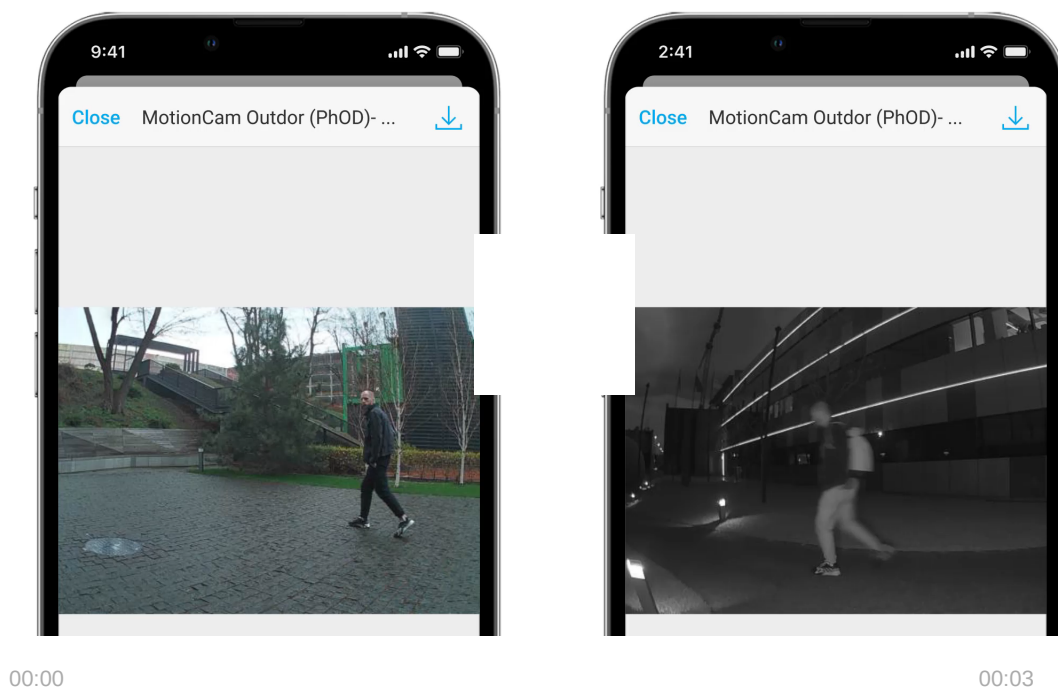 9:41
Close MotionCam Outdor (PhOD)- ...
2:41
Close MotionCam Outdor (PhOD)- ...
00:00
00:03